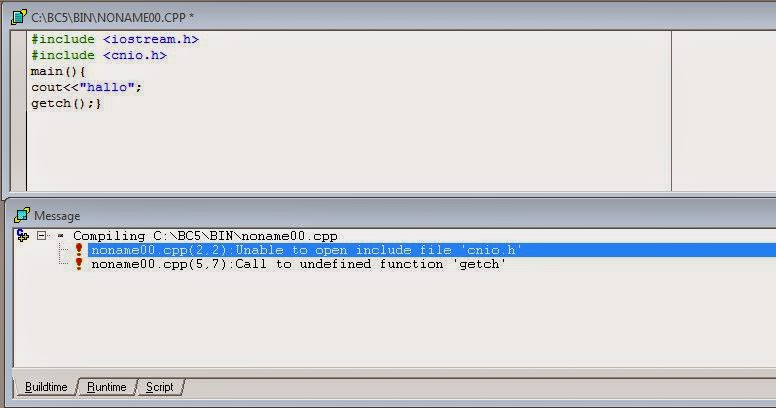 C:\BC5\BIN\NONAME00.CPP *
#include <iostream.h>
#include <cnio.h>
main(){
cout<<"hallo";
getch();}
Message
Compiling C:\BC5\BIN\noname00.cpp
noname00.cpp(2,2):Unable to open include file 'cnio.h'
noname00.cpp(5,7):Call to undefined function 'getch'
Buildtime Runtime Script